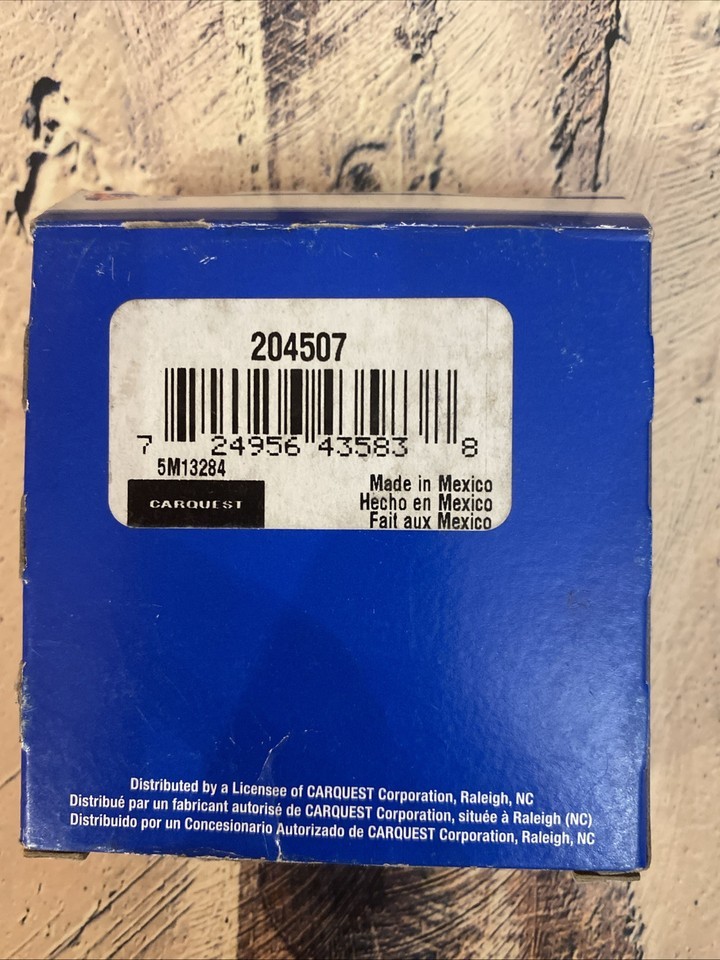 204507
7 24956 43583 8
5M13284
CARQUEST
Made in Mexico
Hecho en Mexico
Fait aux Mexico
Distributed by a Licensee of CARQUEST Corporation, Raleigh, NC
Distribué par un fabricant autorisé de CARQUEST Corporation, située à Raleigh (NC)
Distribuido por un Concesionario Autorizado de CARQUEST Corporation, Raleigh, NC